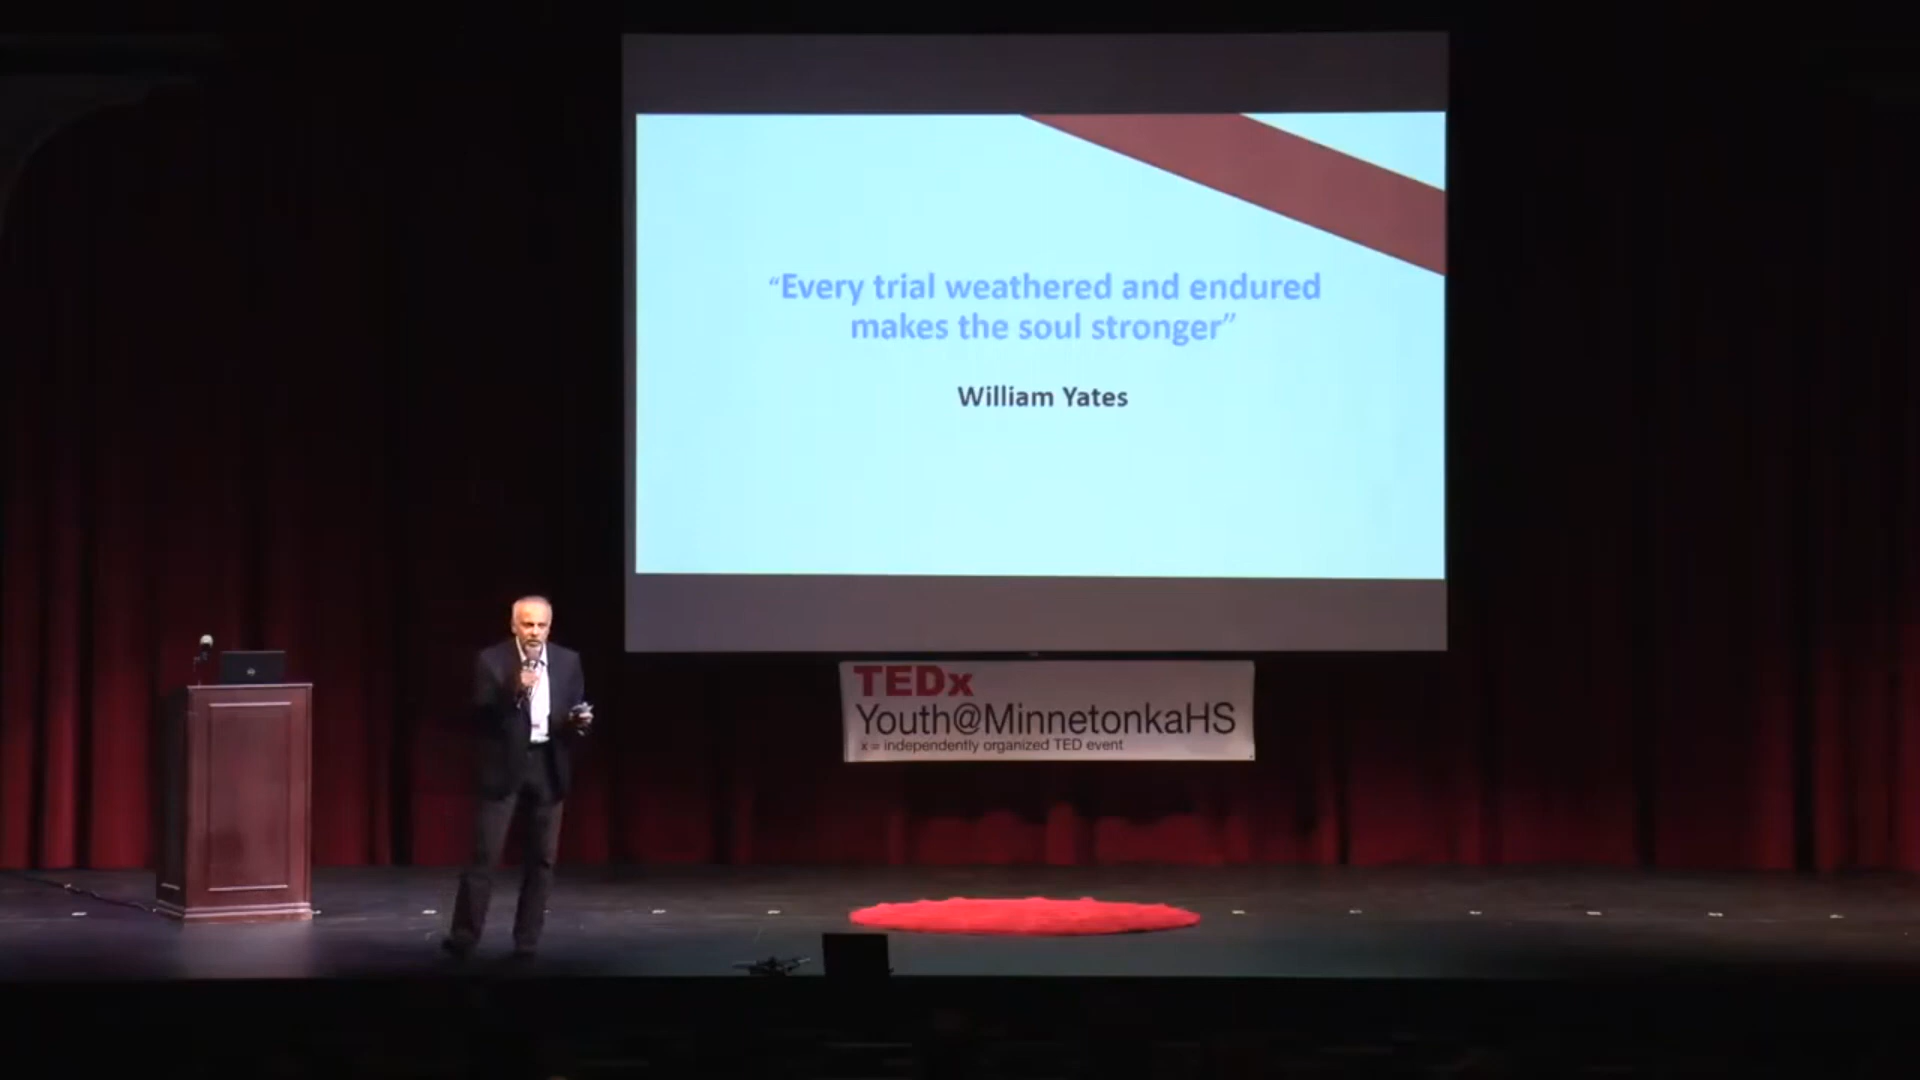 “Every trial weathered and endured
makes the soul stronger”
William Yates
TEDx
Youth@MinnetonkaHS
x = independently organized TED event